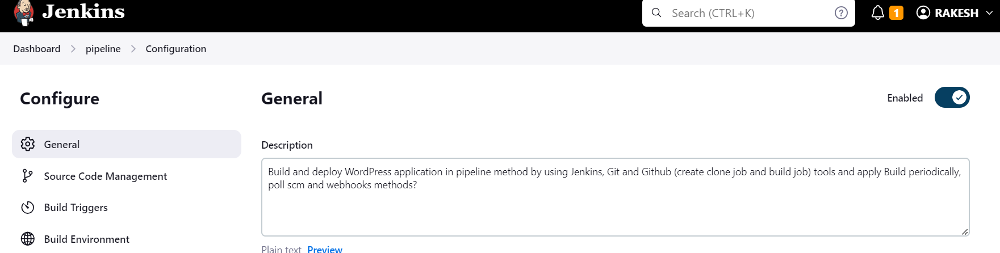 Jenkins
Search (CTRL+K)
1
RAKESH
Dashboard
pipeline
Configuration
Configure
General
Source Code Management
Build Triggers
Build Environment
General
Enabled
Description
Build and deploy WordPress application in pipeline method by using Jenkins, Git and Github (create clone job and build job) tools and apply Build periodically,
poll scm and webhooks methods?
Plain text Preview